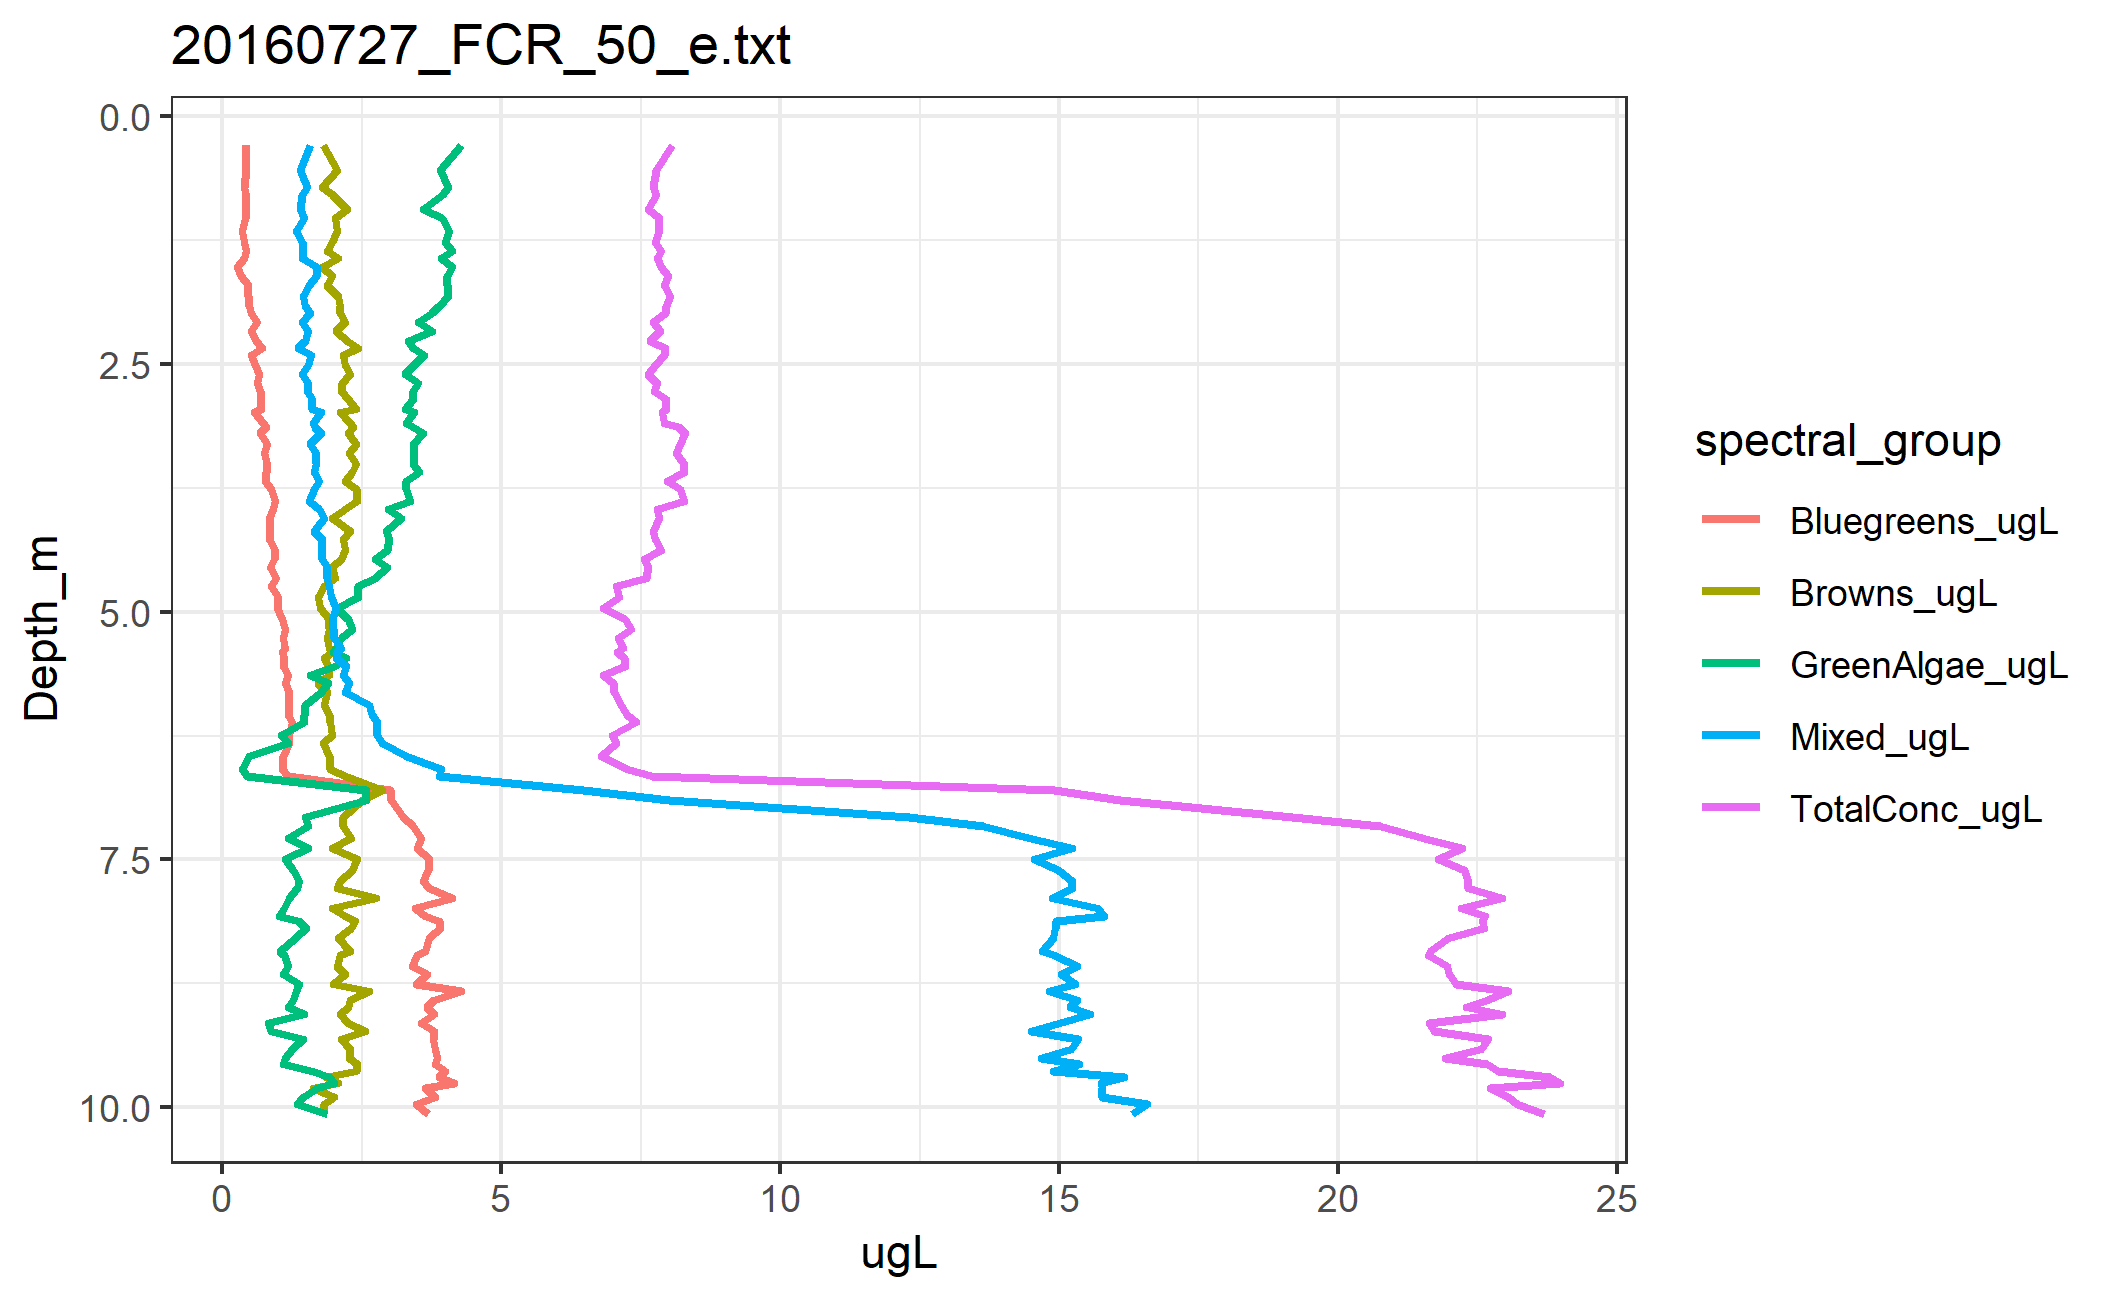 20160727_FCR_50_e.txt
0.0
2.5
5.0
7.5
10.0
Depth_m
0 5 10 15 20 25
ugL
spectral_group
Bluegreens_ugL
Browns_ugL
GreenAlgae_ugL
Mixed_ugL
TotalConc_ugL